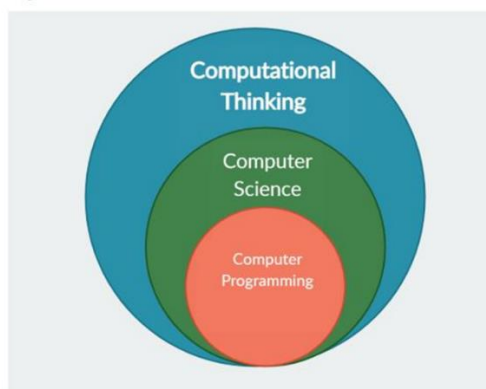 Computational
Thinking
Computer
Science
Computer
Programming